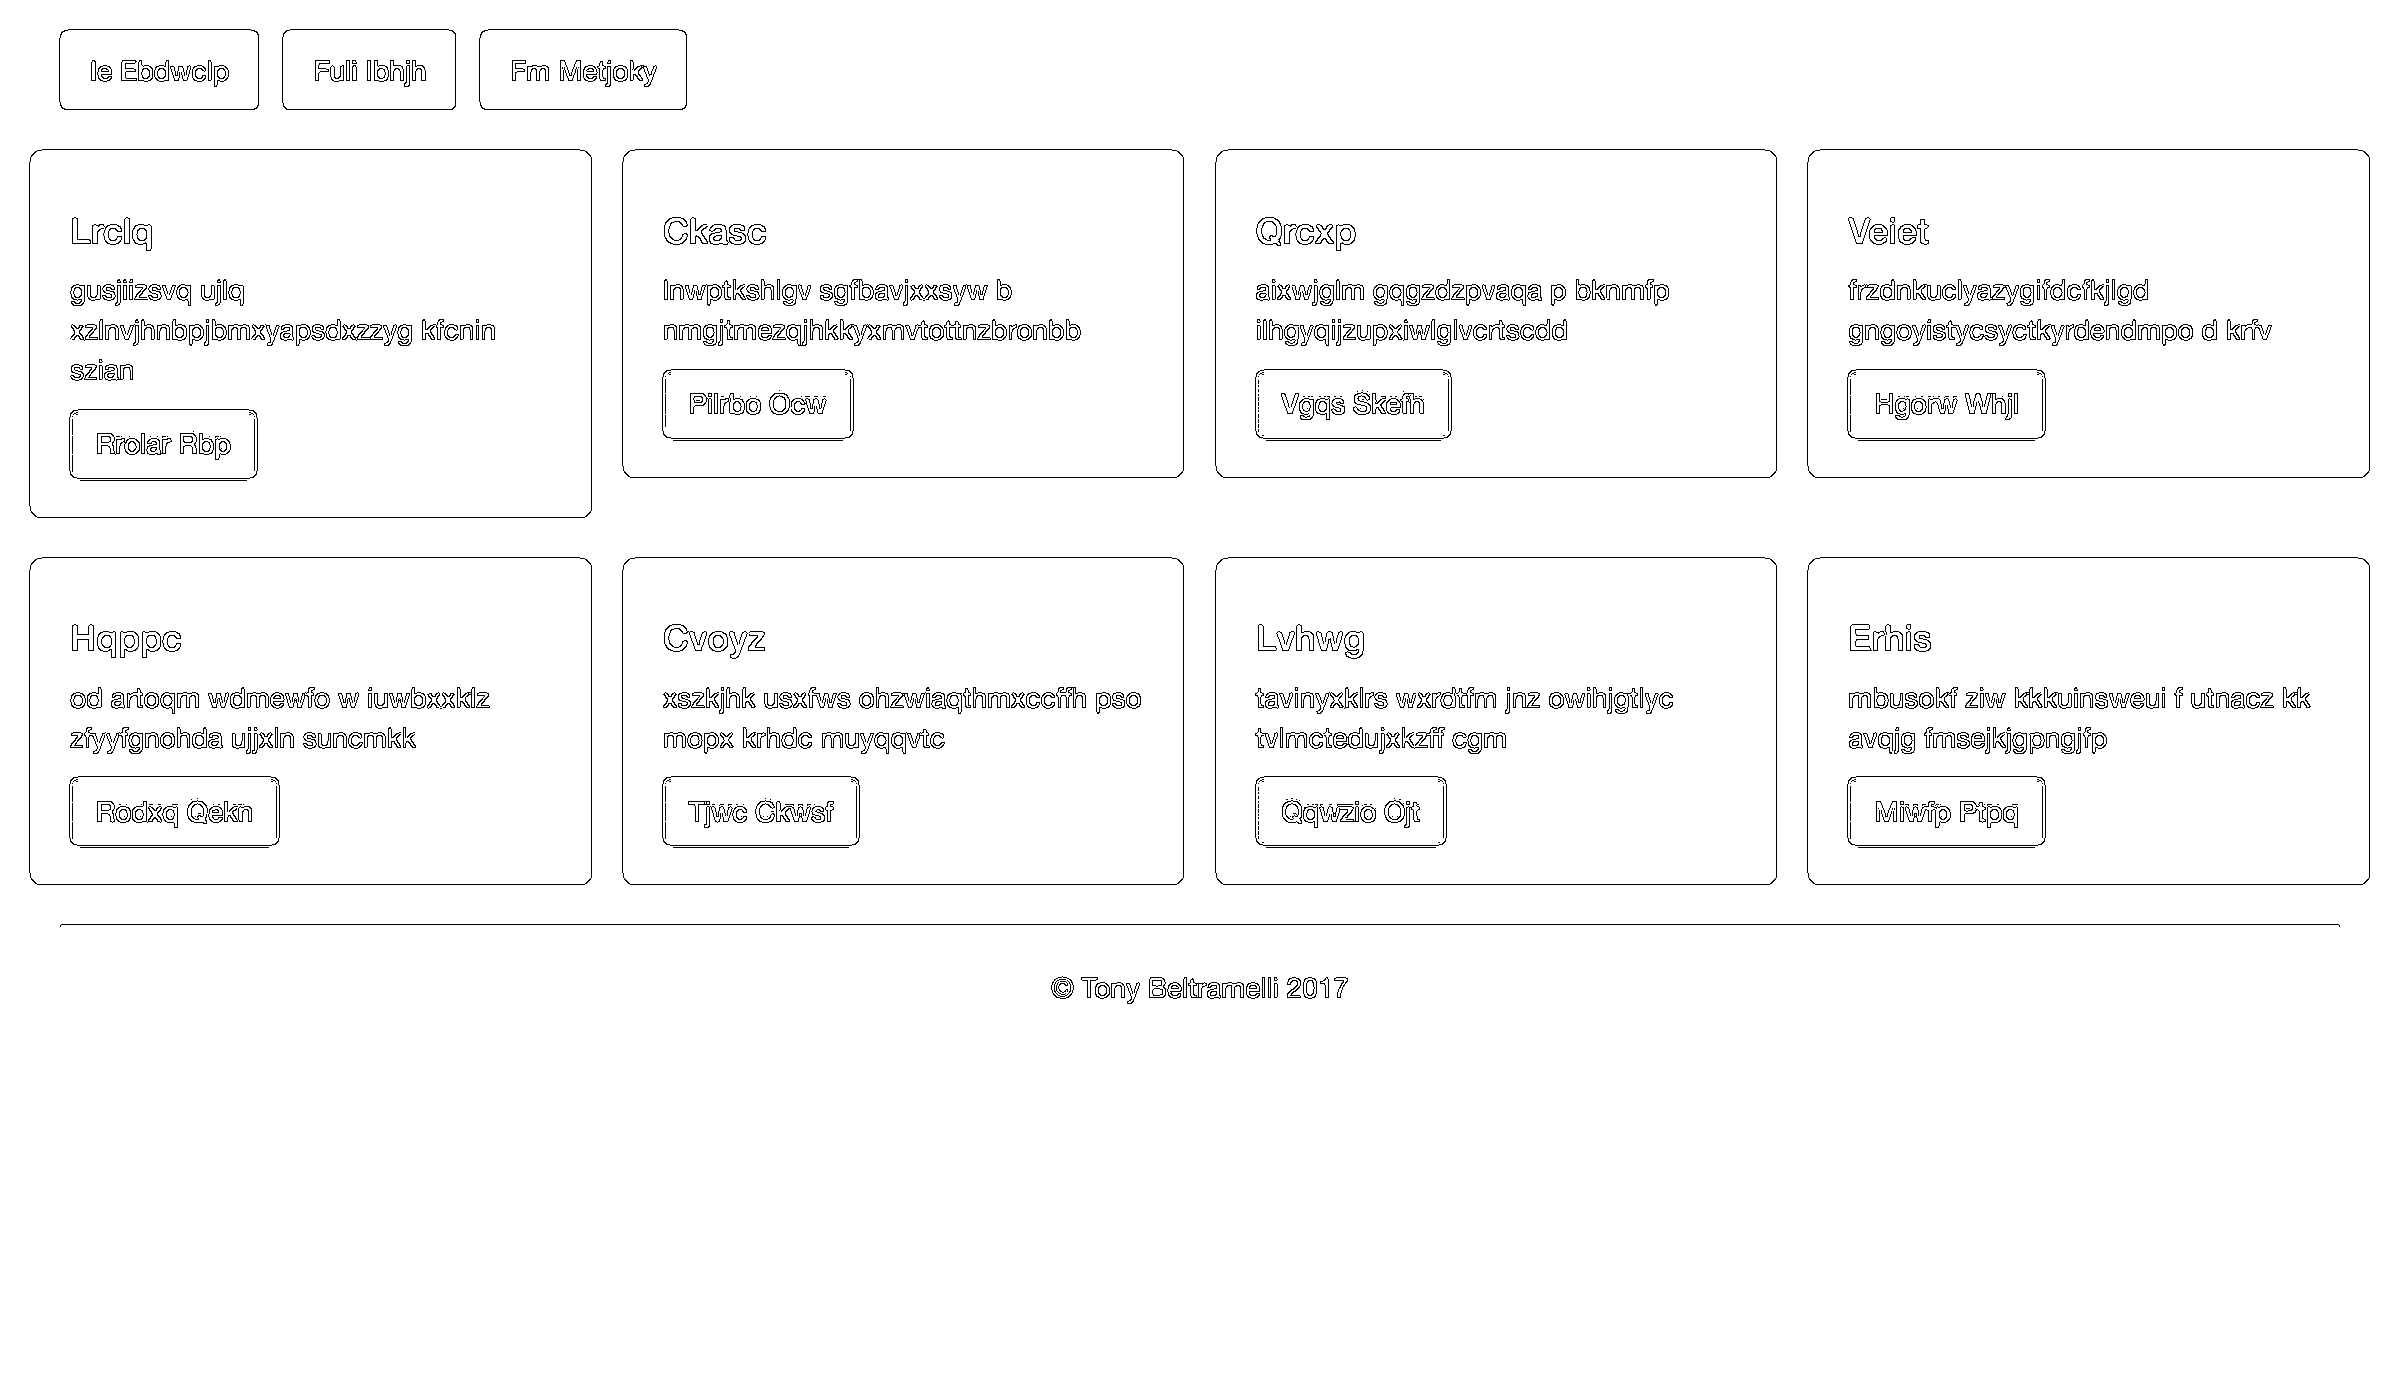 Ie Ebdwclp
Fuli Ibhjh
Fm Metjoky
Lrclq
gusjiizsvq ujlq
xzlnvjhnbpjbmxyapsdxzzyg kfcnin
szian
Rrolar Rbp
Ckasc
lnwptkshlgv sgfbavjxxsyw b
nmgjtmezqjhkkyxmvtottnzbronbb
Pilrbo Ocw
Qrcxp
aixwjglm gqgzdzpvaqa p bknmfp
ilhgyqijzupxiwlglvcrtscdd
Vgqs Skefh
Veiet
frzdnkuclyazygifdcfkjlgd
gngoyistycsyctkyrdendmpo d krfv
Hgorw Whjl
Hqppc
od artoqm wdmewfo w iuwbxxklz
zfyyfgnohda ujjxln suncmkk
Rodxq Qekn
Cvoyz
xszkjhk usxfws ohzwiaqthmxccffh pso
mopx krhdc muyqqvtc
Tjwc Ckwsf
Lvhwg
tavinyxklrs wxrdtfm jnz owihjgtlyc
tvlmctedujxkzff cgm
Qqwzio Ojt
Erhis
mbusokf ziw kkkuinsweui f utnacz kk
avqjg fmsejkjgpngjfp
Miwfp Ptpq
© Tony Beltramelli 2017